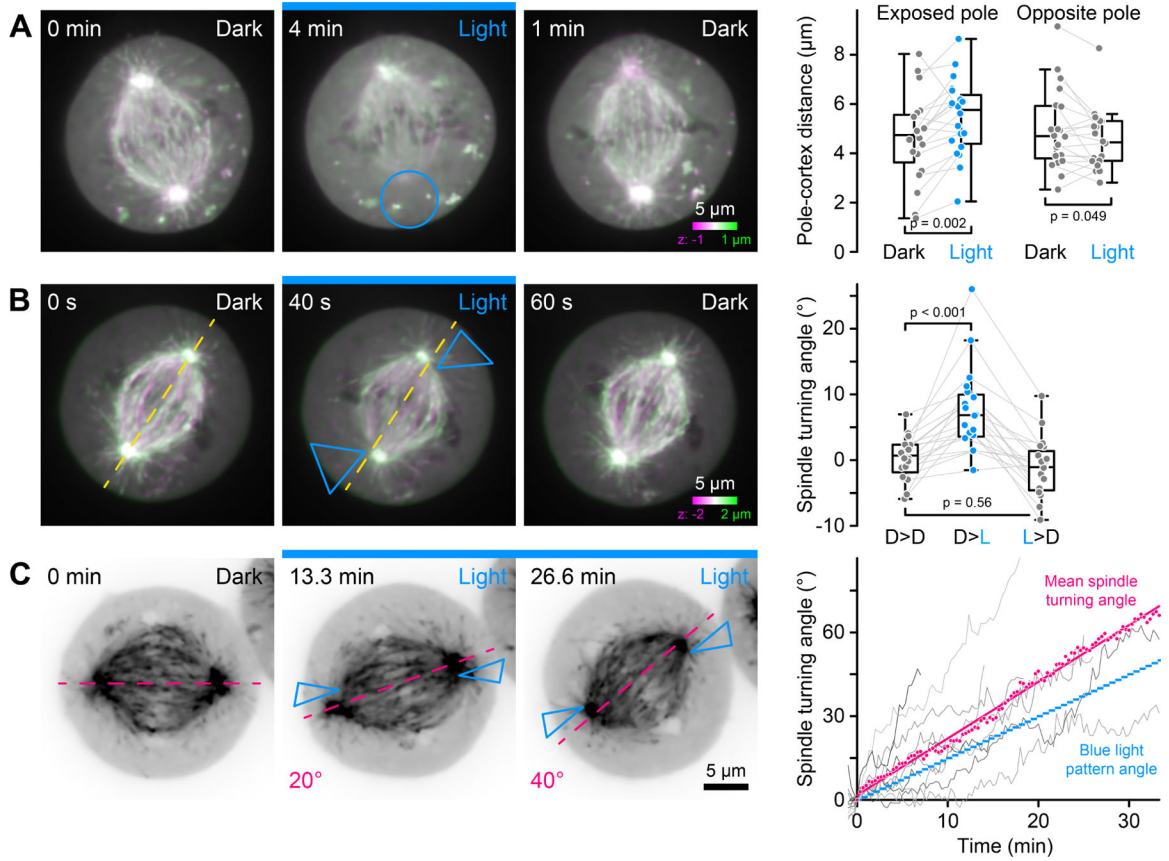 A
0 min
Dark
4 min
Light
1 min
Dark
5 µm
z: -1
1 µm
Exposed pole
Opposite pole
Pole-cortex distance (µm)
8
6
4
2
0
p = 0.002
p = 0.049
Dark
Light
Dark
Light
B
0 s
Dark
40 s
Light
60 s
Dark
5 µm
z: -2
2 µm
Spindle turning angle (°)
20
10
0
-10
p < 0.001
p = 0.56
D>D
D>L
L>D
C
0 min
Dark
13.3 min
Light
26.6 min
Light
20°
40°
5 µm
Spindle turning angle (°)
60
30
0
Mean spindle
turning angle
Blue light
pattern angle
0
10
20
30
Time (min)